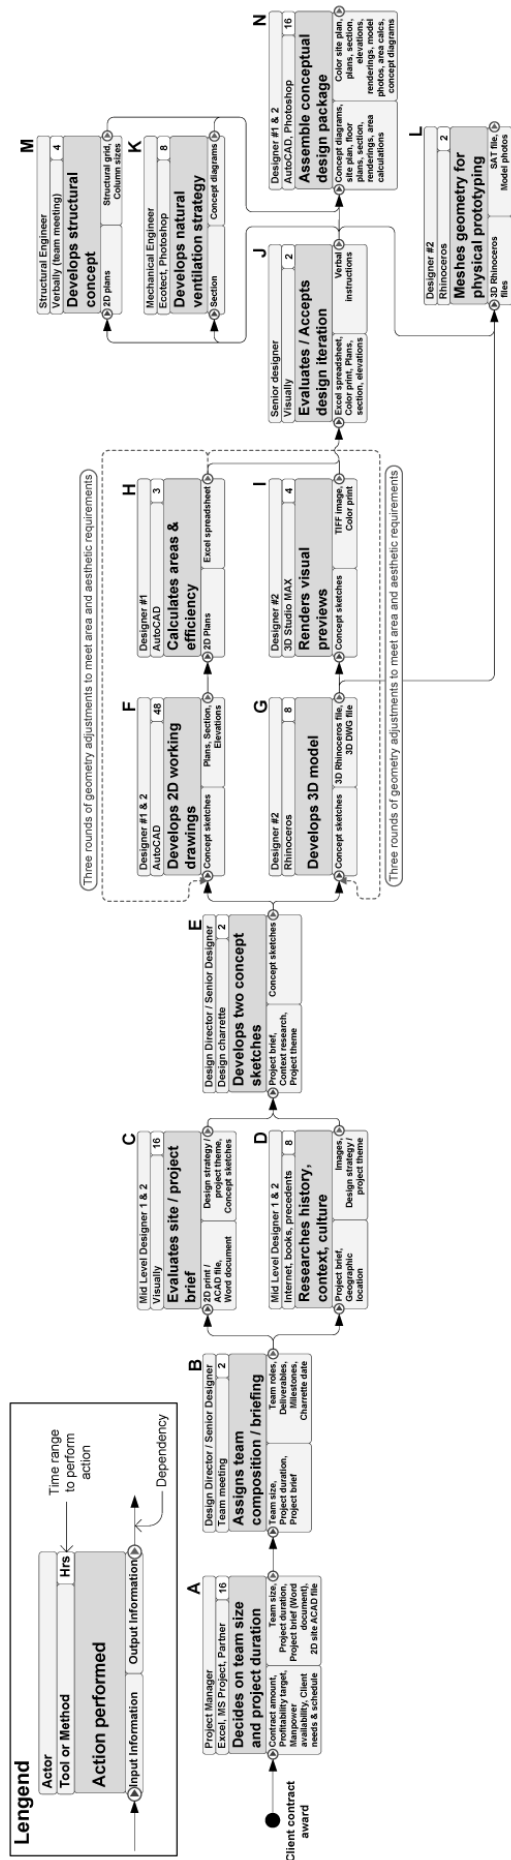 Lengend
Actor
Tool or Method
Hrs
Action performed
Input Information
Output Information
Time range
to perform
action
Dependency
Client contract
award
A
Project Manager
Excel, MS Project, Partner
16
Decides on team size
and project duration
Contract amount,
Profitability target,
Manpower
availability, Client
needs & schedule
Team size,
Project duration,
Project brief (Word
document),
2D site ACAD file
B
Design Director / Senior Designer
Team meeting
2
Assigns team
composition / briefing
Team size,
Project duration,
Project brief
Team roles,
Deliverables,
Milestones,
Charrette date
C
Mid Level Designer 1 & 2
Visually
16
Evaluates site / project
brief
2D print /
ACAD file,
Word document
Design strategy /
project theme,
Concept sketches
D
Mid Level Designer 1 & 2
Internet, books, precedents
8
Researches history,
context, culture
Project brief,
Geographic
location
Images,
Design strategy /
project theme
E
Design Director / Senior Designer
Design charrette
2
Develops two concept
sketches
Project brief,
Context research,
Project theme
Concept sketches
Three rounds of geometry adjustments to meet area and aesthetic requirements
F
Designer #1 & 2
AutoCAD
48
Develops 2D working
drawings
Concept sketches
Plans, Section,
Elevations
G
Designer #2
Rhinoceros
8
Develops 3D model
Concept sketches
3D Rhinoceros file,
3D DWG file
H
Designer #1
AutoCAD
3
Calculates areas &
efficiency
2D Plans
Excel spreadsheet
I
Designer #2
3D Studio MAX
4
Renders visual
previews
Concept sketches
TIFF image,
Color print
Three rounds of geometry adjustments to meet area and aesthetic requirements
J
Senior designer
Visually
2
Evaluates / Accepts
design iteration
Excel spreadsheet,
Color print, Plans,
section, elevations
Verbal
instructions
M
Structural Engineer
Verbally (team meeting)
4
Develops structural
concept
2D plans
Structural grid,
Column sizes
K
Mechanical Engineer
Ecotect, Photoshop
8
Develops natural
ventilation strategy
Section
Concept diagrams
N
Designer #1 & 2
AutoCAD, Photoshop
16
Assemble conceptual
design package
Concept diagrams,
site plan, floor
plans, section,
renderings, area
calculations
Color site plan,
plans, section,
elevations,
renderings, model
photos, area calcs,
concept diagrams
L
Designer #2
Rhinoceros
2
Meshes geometry for
physical prototyping
3D Rhinoceros
files
SAT file,
Model photos